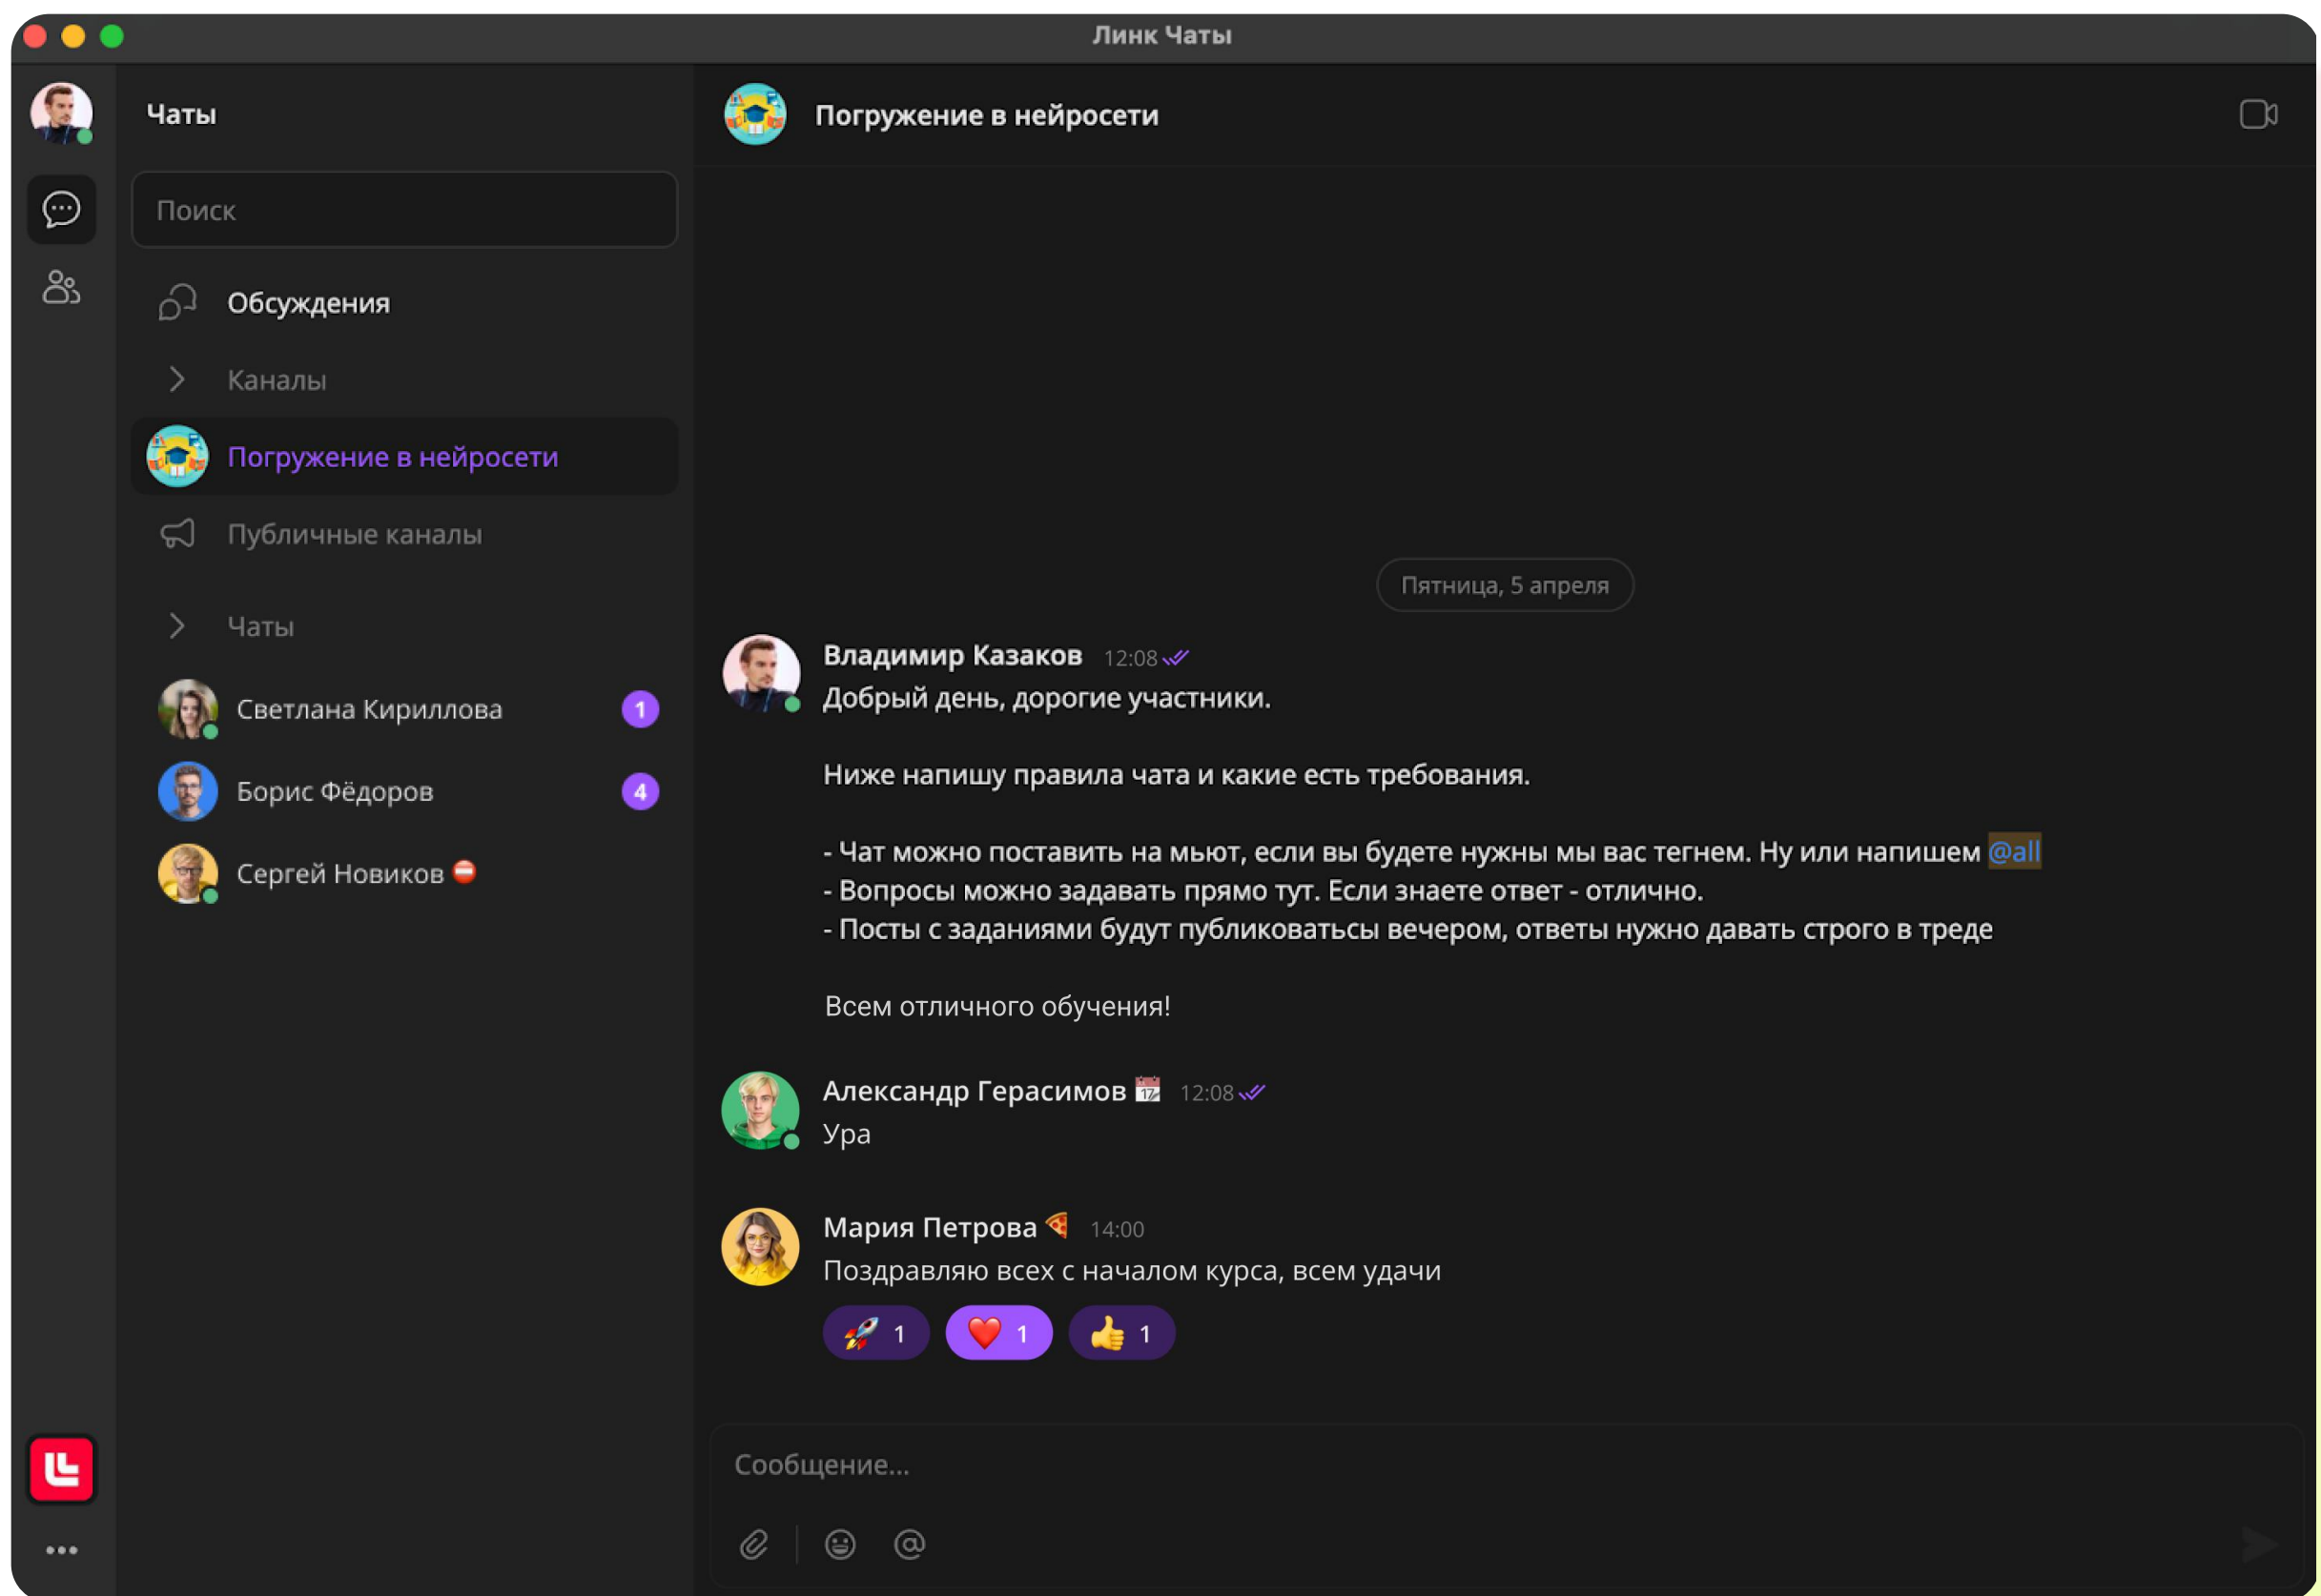 Линк Чаты
Чаты
Поиск
Обсуждения
Каналы
Погружение в нейросети
Публичные каналы
Чаты
Светлана Кириллова 1
Борис Фёдоров 4
Сергей Новиков
Погружение в нейросети
Пятница, 5 апреля
Владимир Казаков 12:08
Добрый день, дорогие участники.
Ниже напишу правила чата и какие есть требования.
- Чат можно поставить на мьют, если вы будете нужны мы вас тегнем. Ну или напишем @all
- Вопросы можно задавать прямо тут. Если знаете ответ - отлично.
- Посты с заданиями будут публиковатьсы вечером, ответы нужно давать строго в треде
Всем отличного обучения!
Александр Герасимов 12:08
Ура
Мария Петрова 14:00
Поздравляю всех с началом курса, всем удачи
1 1 1
Сообщение...